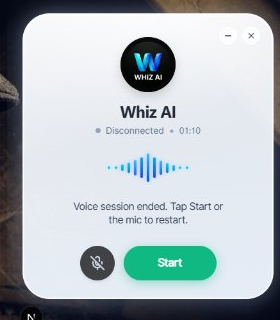 W
WHIZ AI
Whiz AI
Disconnected • 01:10
Voice session ended. Tap Start or
the mic to restart.
Start
N